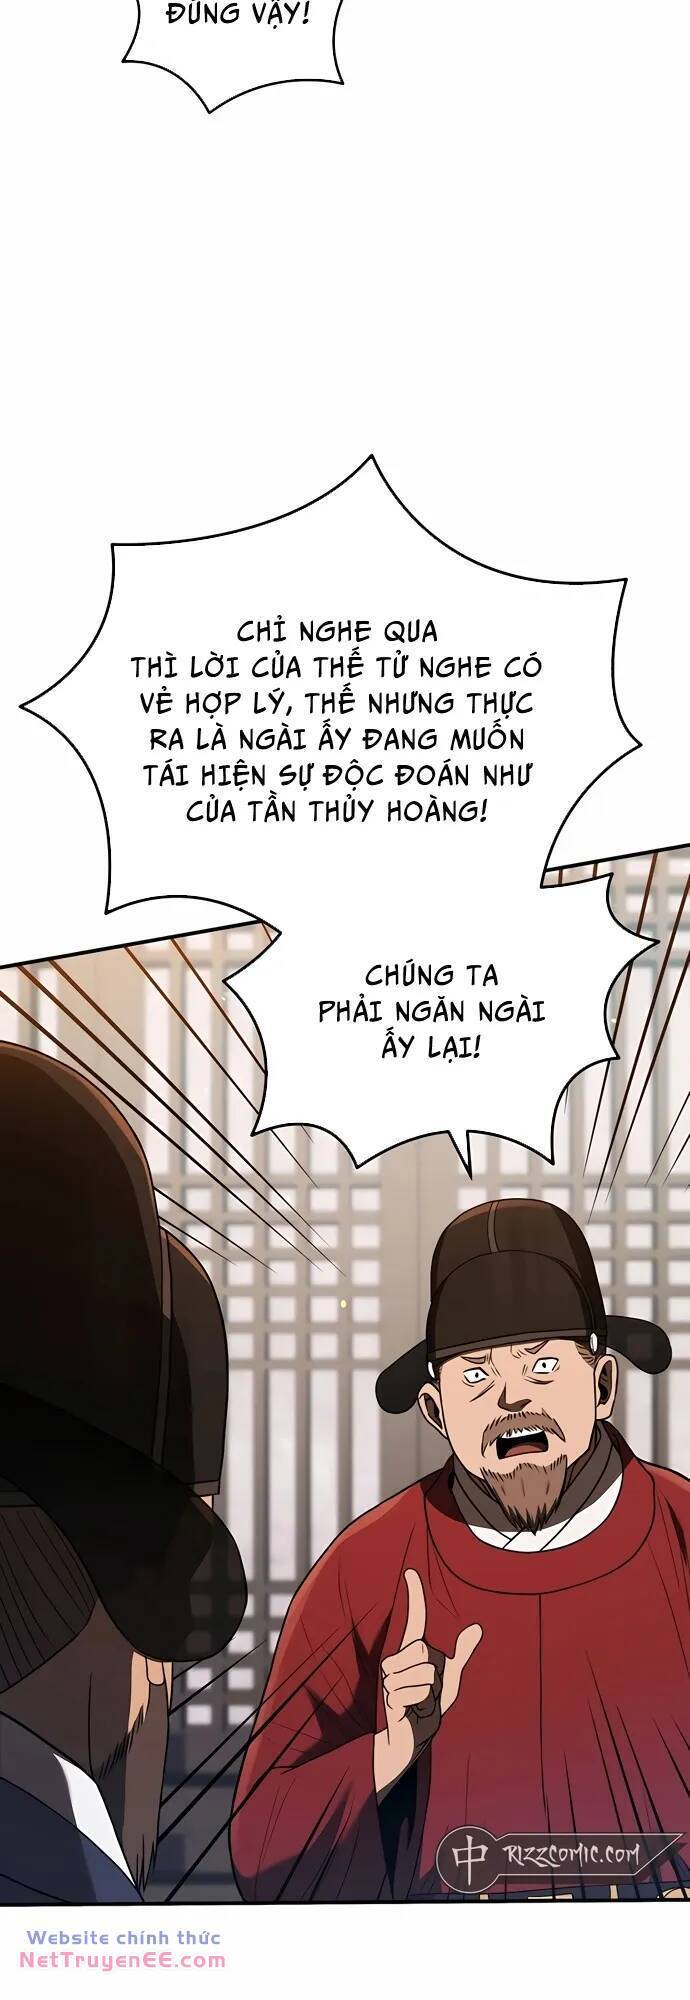 ĐÚNG VẬY!
CHỈ NGHE QUA
THÌ LỜI CỦA THẾ TỬ NGHE CÓ
VẺ HỢP LÝ, THẾ NHƯNG THỰC
RA LÀ NGÀI ẤY ĐANG MUỐN
TÁI HIỆN SỰ ĐỘC ĐOÁN NHƯ
CỦA TẦN THỦY HOÀNG!
CHÚNG TA
PHẢI NGĂN NGÀI
ẤY LẠI!
中 RIZZCOMIC.COM
Website chính thức
NetTruyenEE.com